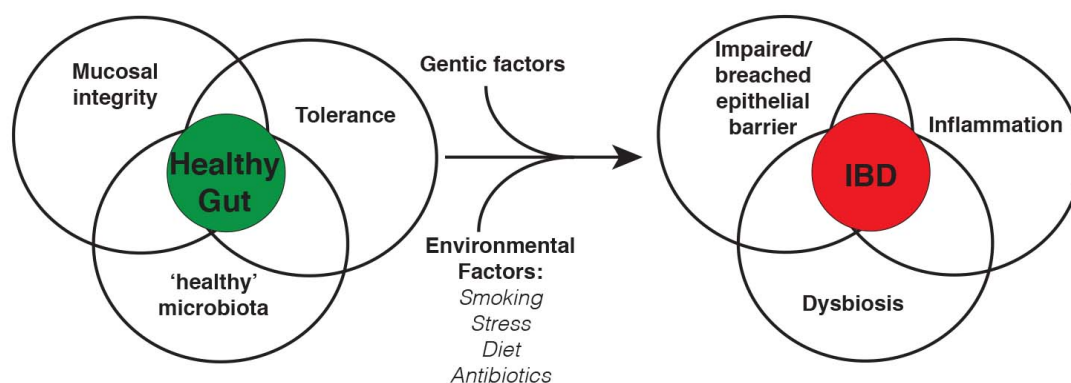 Mucosal
integrity
Tolerance
Healthy
Gut
‘healthy’
microbiota
Gentic factors
Environmental
Factors:
Smoking
Stress
Diet
Antibiotics
Impaired/
breached
epithelial
barrier
Inflammation
IBD
Dysbiosis